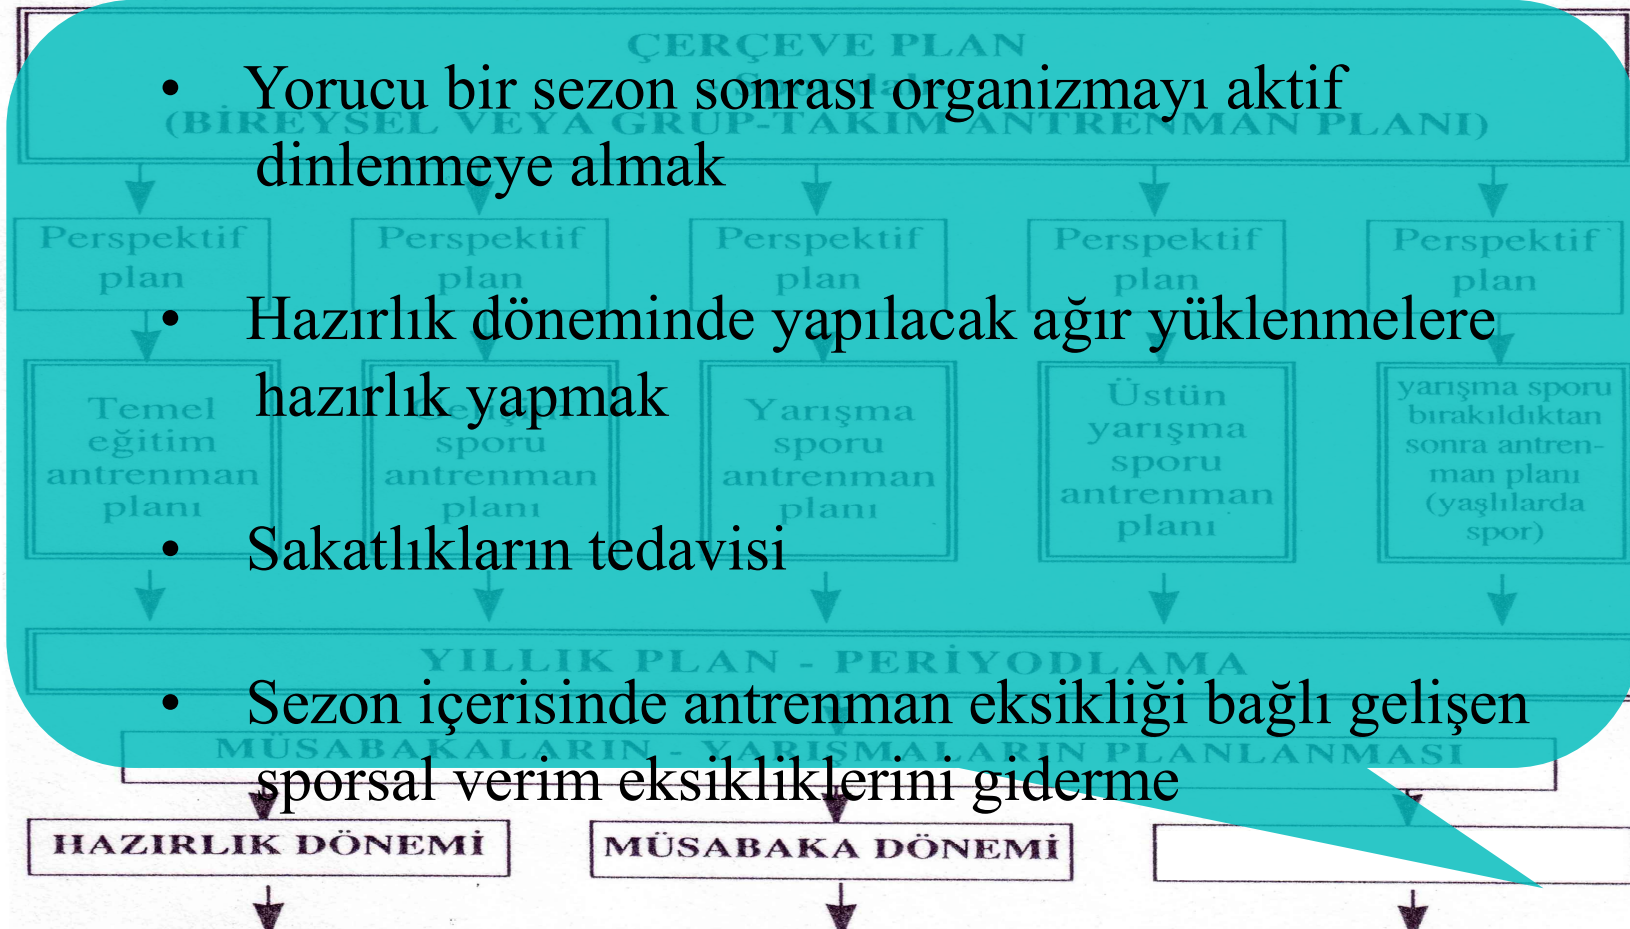 ÇERÇEVE PLAN
(BİREYSEL VEYA GRUP-TAKIM ANTRENMAN PLANI)
• Yorucu bir sezon sonrası organizmayı aktif
dinlenmeye almak
• Hazırlık döneminde yapılacak ağır yüklenmelere
hazırlık yapmak
• Sakatlıkların tedavisi
• Sezon içerisinde antrenman eksikliği bağlı gelişen
sporsal verim eksikliklerini giderme
Perspektif
plan
Perspektif
plan
Perspektif
plan
Perspektif
plan
Perspektif
plan
Temel
eğitim
antrenman
planı
sporu
antrenman
planı
Yarışma
sporu
antrenman
planı
Üstün
yarışma
sporu
antrenman
planı
yarışma sporu
bırakıldıktan
sonra antren-
man planı
(yaşlılarda
spor)
YILLIK PLAN - PERİYODLAMA
MÜSABAKALARIN - YARIŞMALARIN PLANLANMASI
HAZIRLIK DÖNEMİ
MÜSABAKA DÖNEMİ